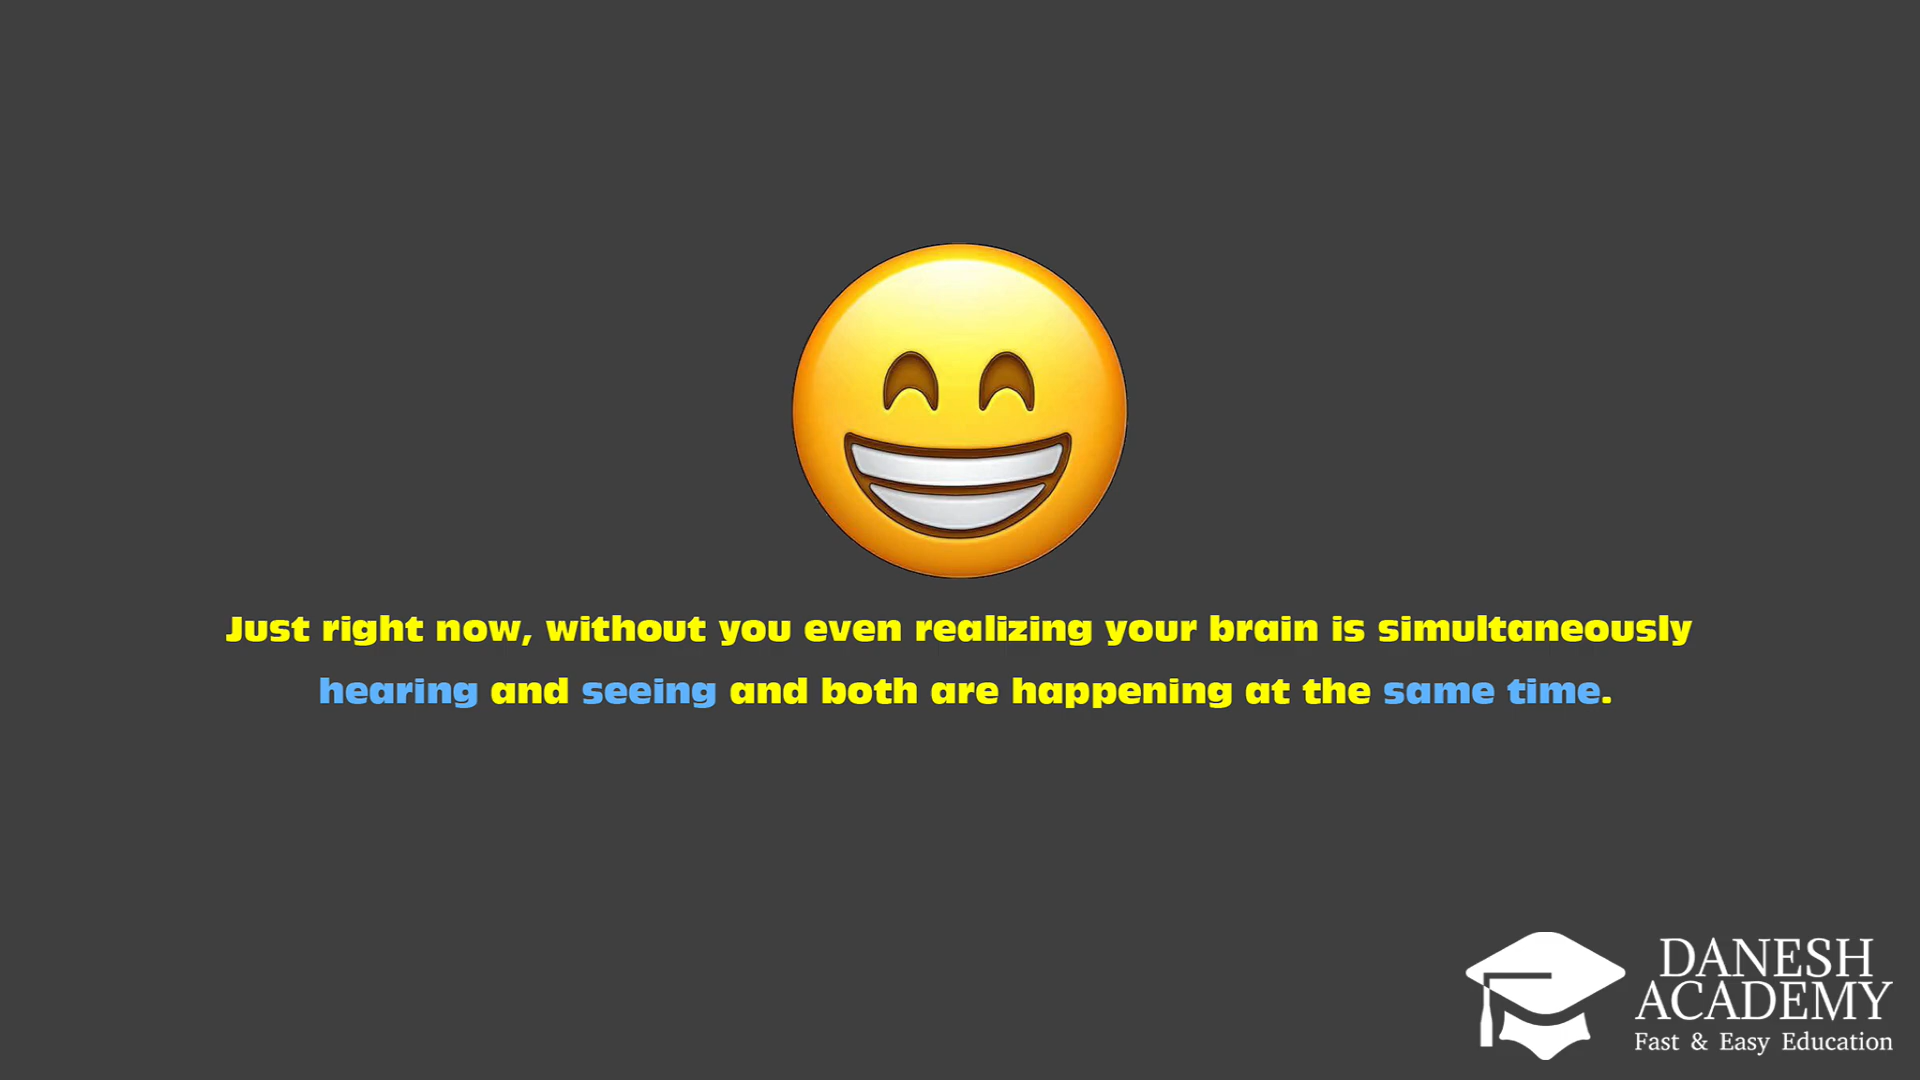 Just right now, without you even realizing your brain is simultaneously
hearing and seeing and both are happening at the same time.
DANESH
ACADEMY
Fast & Easy Education